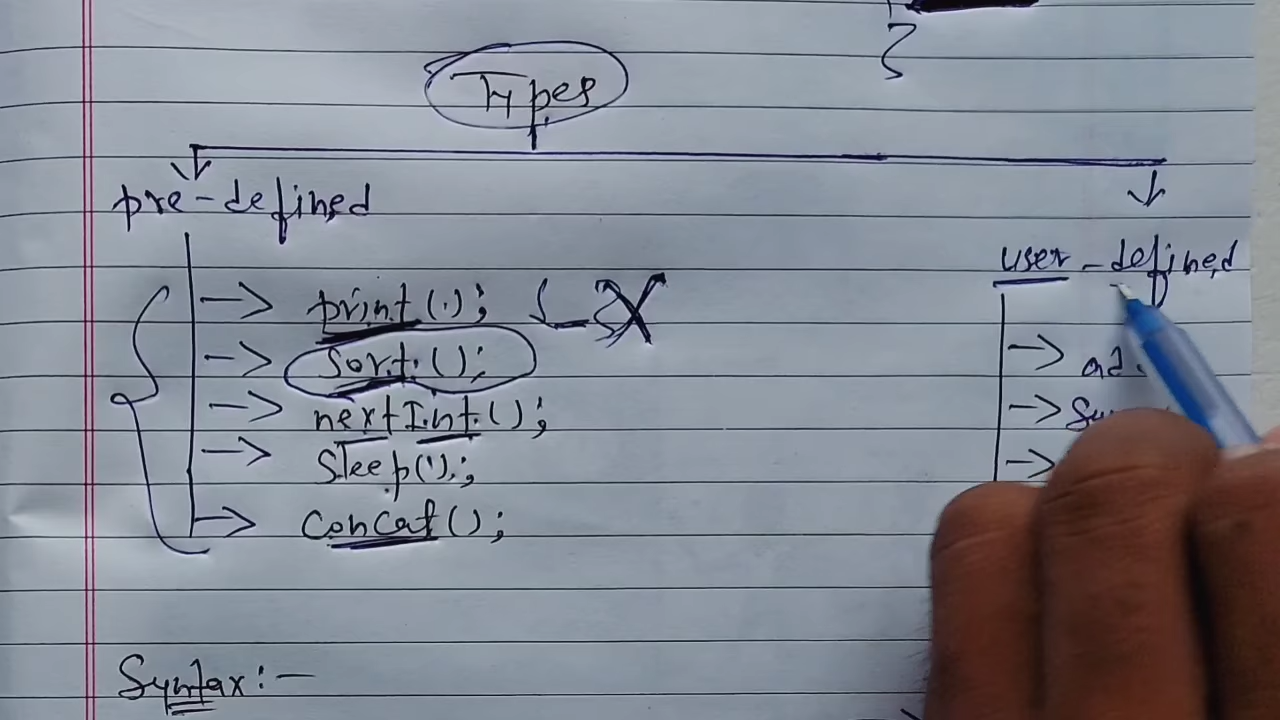 Types
pre-defined
user-defined
print();
sort();
nextInt();
Sleep();
Concat();
Syntax:-